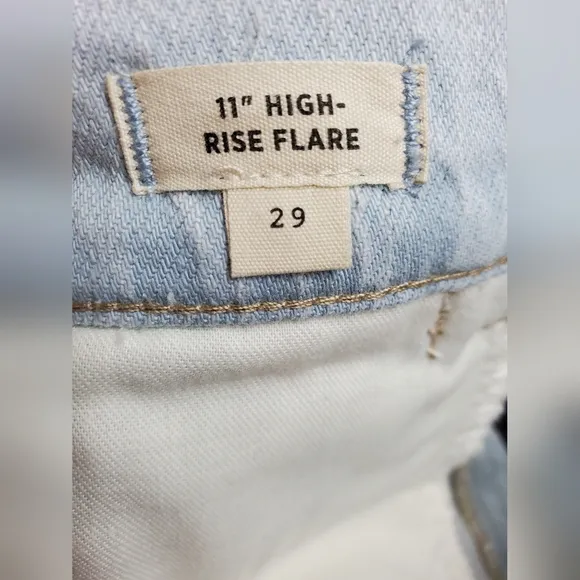 11" HIGH-
RISE FLARE
29